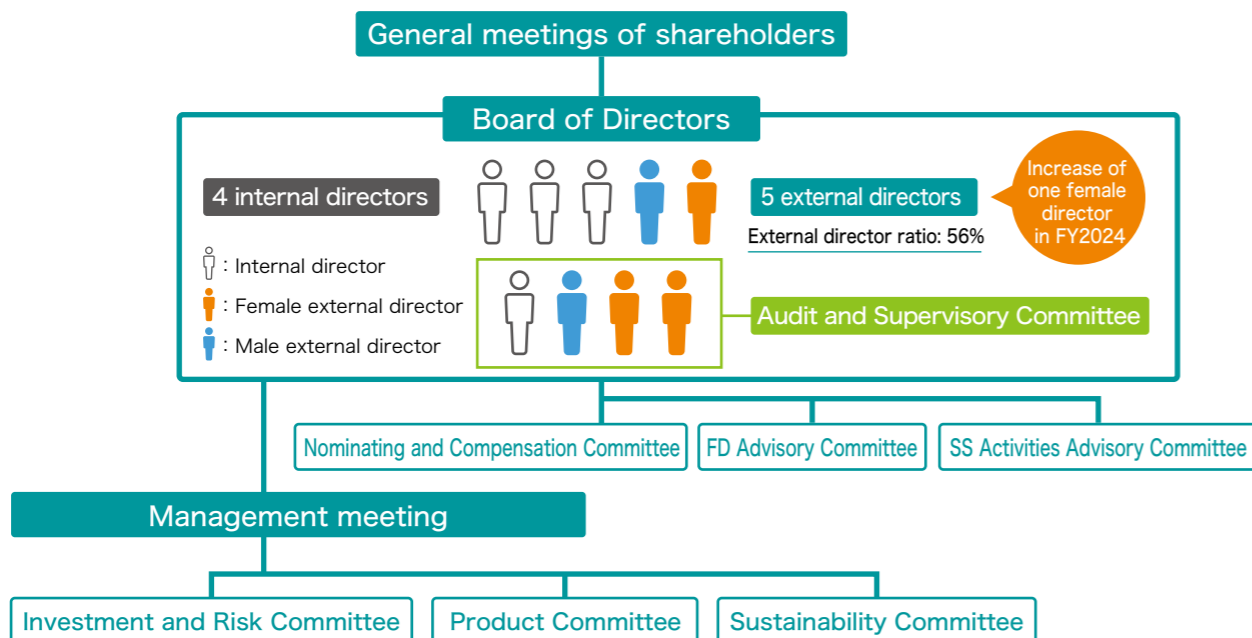 General meetings of shareholders
Board of Directors
4 internal directors
: Internal director
: Female external director
: Male external director
5 external directors
External director ratio: 56%
Increase of
one female
director
in FY2024
Audit and Supervisory Committee
Nominating and Compensation Committee
FD Advisory Committee
SS Activities Advisory Committee
Management meeting
Investment and Risk Committee
Product Committee
Sustainability Committee